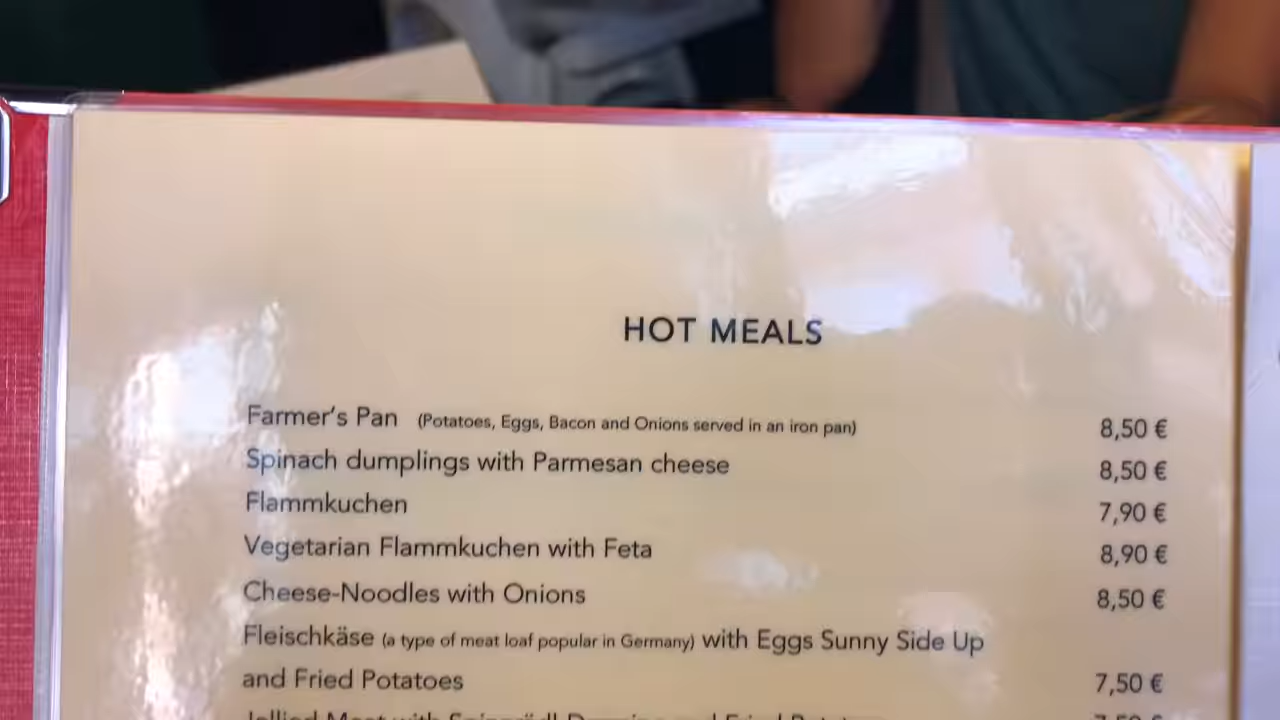 HOT MEALS
Farmer's Pan (Potatoes, Eggs, Bacon and Onions served in an iron pan) 8,50 €
Spinach dumplings with Parmesan cheese 8,50 €
Flammkuchen 7,90 €
Vegetarian Flammkuchen with Feta 8,90 €
Cheese-Noodles with Onions 8,50 €
Fleischkäse (a type of meat loaf popular in Germany) with Eggs Sunny Side Up
and Fried Potatoes 7,50 €